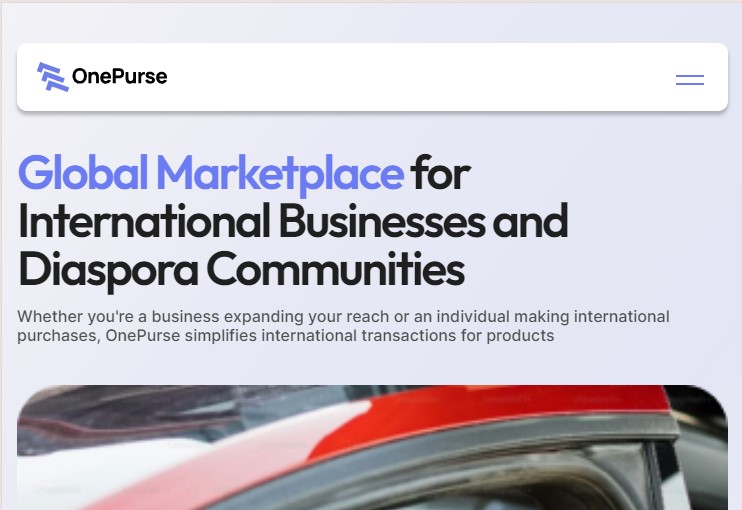 OnePurse
Global Marketplace for
International Businesses and
Diaspora Communities
Whether you're a business expanding your reach or an individual making international
purchases, OnePurse simplifies international transactions for products